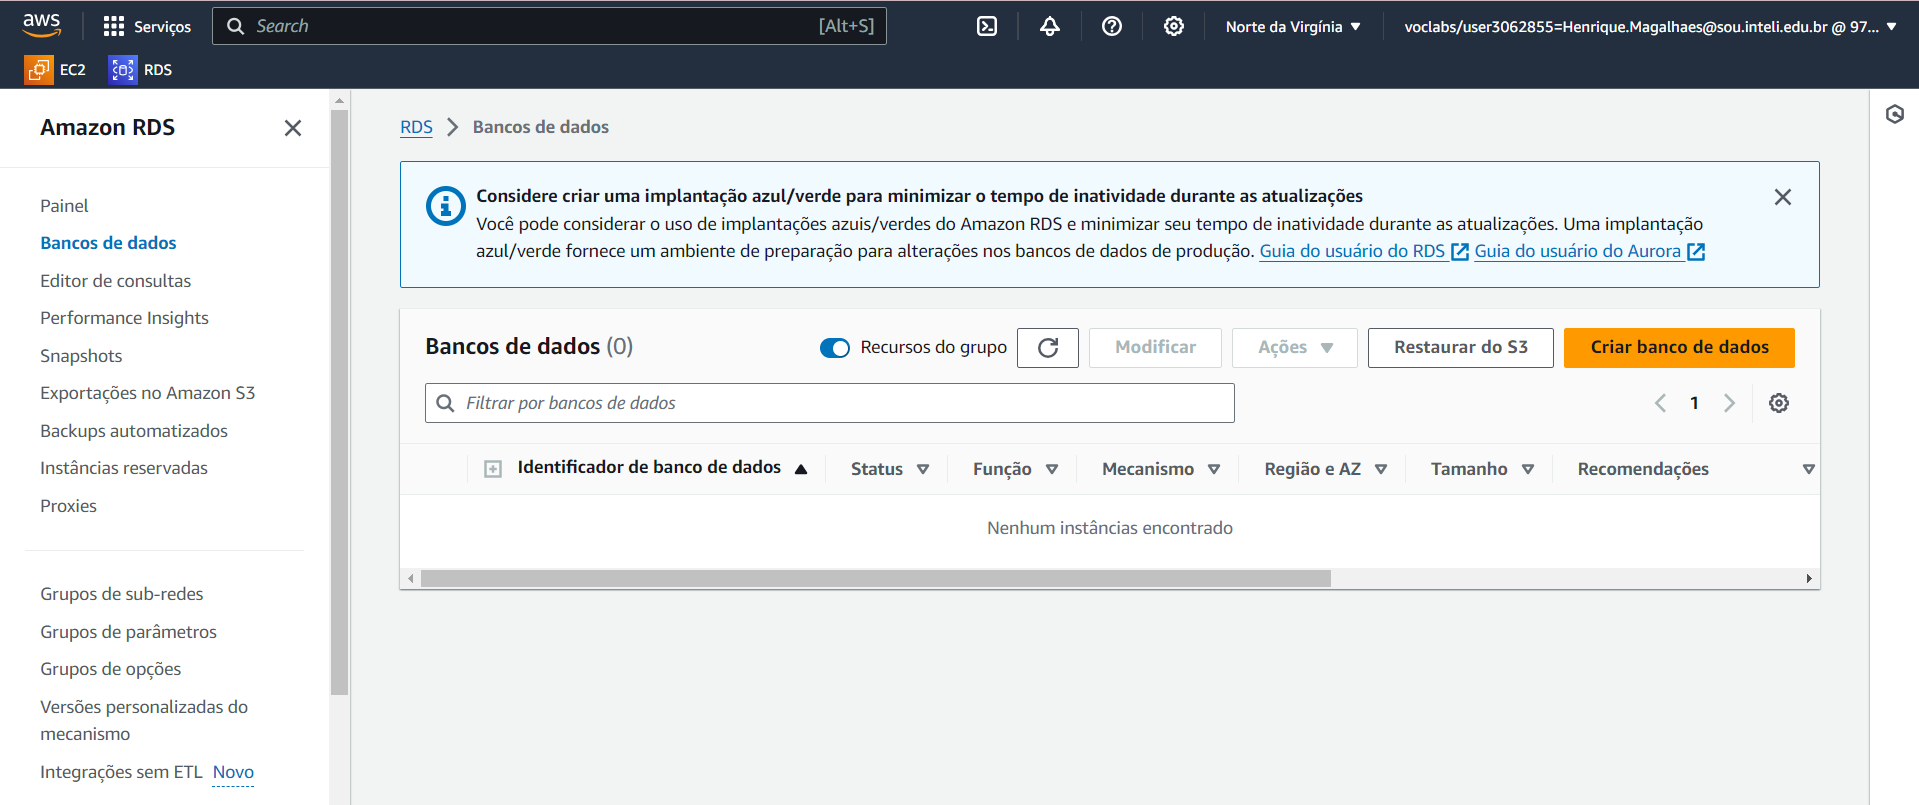 aws
Serviços
Search
[Alt+S]
Norte da Virgínia
voclabs/user3062855=Henrique.Magalhaes@sou.inteli.edu.br @ 97...
EC2
RDS
Amazon RDS
Painel
Bancos de dados
Editor de consultas
Performance Insights
Snapshots
Exportações no Amazon S3
Backups automatizados
Instâncias reservadas
Proxies
Grupos de sub-redes
Grupos de parâmetros
Grupos de opções
Versões personalizadas do
mecanismo
Integrações sem ETL Novo
RDS > Bancos de dados
Considere criar uma implantação azul/verde para minimizar o tempo de inatividade durante as atualizações
Você pode considerar o uso de implantações azuis/verdes do Amazon RDS e minimizar seu tempo de inatividade durante as atualizações. Uma implantação
azul/verde fornece um ambiente de preparação para alterações nos bancos de dados de produção. Guia do usuário do RDS Guia do usuário do Aurora
Bancos de dados (0)
Recursos do grupo
Modificar
Ações
Restaurar do S3
Criar banco de dados
Filtrar por bancos de dados
1
Identificador de banco de dados
Status
Função
Mecanismo
Região e AZ
Tamanho
Recomendações
Nenhum instâncias encontrado